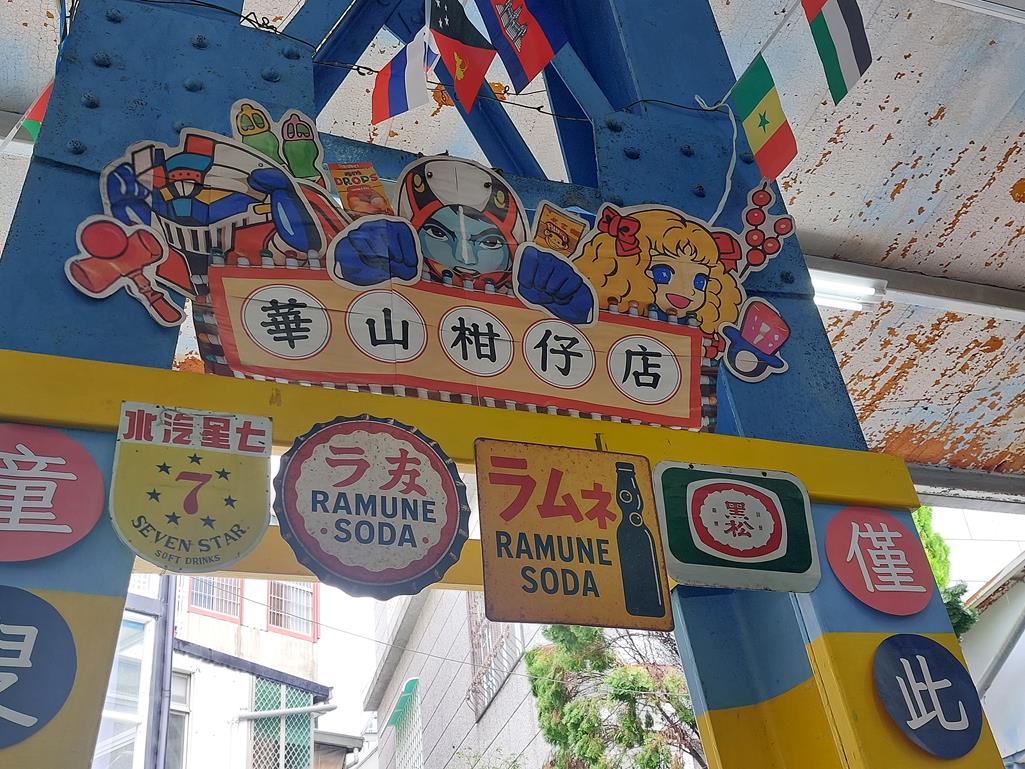 DROPS
華山柑仔店
水汽星七
7
SEVEN STAR
SOFT DRINKS
ラ友
RAMUNE
SODA
ラムネ
RAMUNE
SODA
黑松
童
僅
此